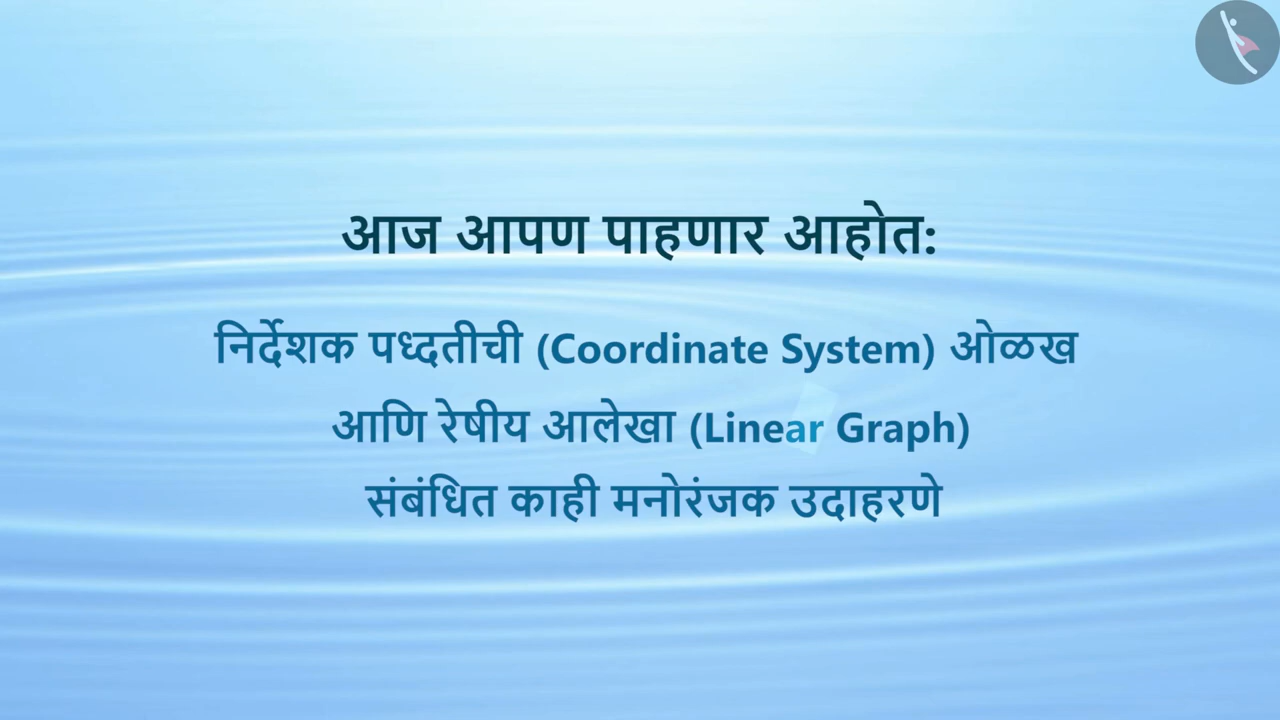 आज आपण पाहणार आहोत:
निर्देशक पध्दतीची (Coordinate System) ओळख
आणि रेषीय आलेखा (Linear Graph)
संबंधित काही मनोरंजक उदाहरणे